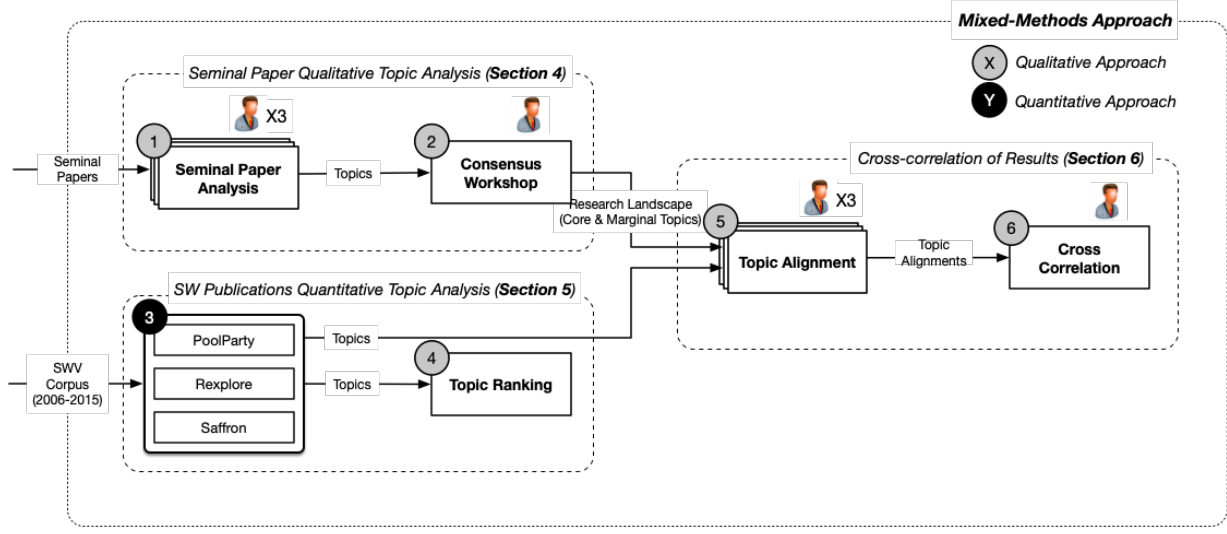 Mixed-Methods Approach
X Qualitative Approach
Y Quantitative Approach
Seminal Paper Qualitative Topic Analysis (Section 4)
X3
1
2
Seminal
Papers
Seminal Paper
Analysis
Topics
Consensus
Workshop
Research Landscape
(Core & Marginal Topics)
Cross-correlation of Results (Section 6)
X3
5
6
Topic Alignment
Topic
Alignments
Cross
Correlation
SW Publications Quantitative Topic Analysis (Section 5)
3
PoolParty
Rexplore
Saffron
SWV
Corpus
(2006-2015)
Topics
Topics
4
Topic Ranking